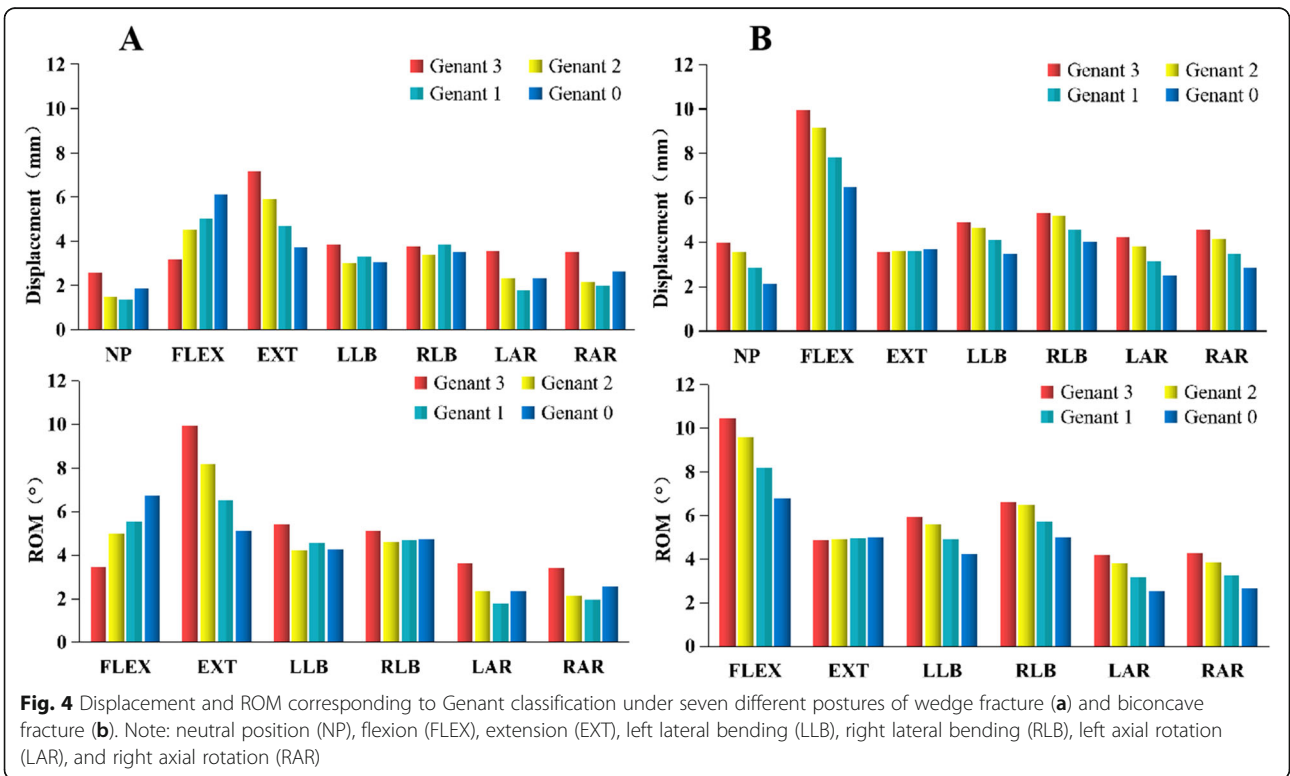 A
12
10
8
6
4
2
0
Displacement（mm）
Genant 3 Genant 2
Genant 1 Genant 0
NP FLEX EXT LLB RLB LAR RAR
B
12
10
8
6
4
2
0
Displacement（mm）
Genant 3 Genant 2
Genant 1 Genant 0
NP FLEX EXT LLB RLB LAR RAR
12
10
8
6
4
2
0
ROM（°）
Genant 3 Genant 2
Genant 1 Genant 0
FLEX EXT LLB RLB LAR RAR
12
10
8
6
4
2
0
ROM（°）
Genant 3 Genant 2
Genant 1 Genant 0
FLEX EXT LLB RLB LAR RAR
Fig. 4 Displacement and ROM corresponding to Genant classification under seven different postures of wedge fracture (a) and biconcave
fracture (b). Note: neutral position (NP), flexion (FLEX), extension (EXT), left lateral bending (LLB), right lateral bending (RLB), left axial rotation
(LAR), and right axial rotation (RAR)